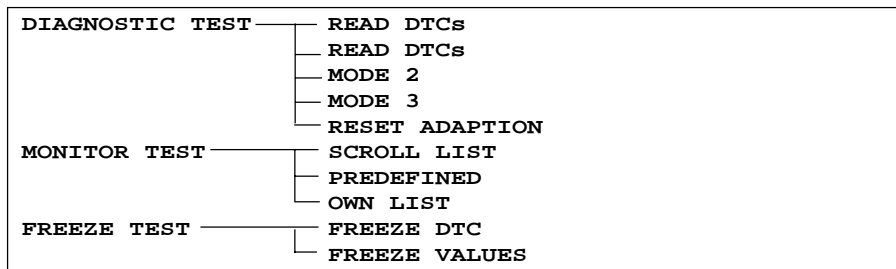 DIAGNOSTIC TEST READ DTCs
READ DTCs
MODE 2
MODE 3
RESET ADAPTION
MONITOR TEST SCROLL LIST
PREDEFINED
OWN LIST
FREEZE TEST FREEZE DTC
FREEZE VALUES